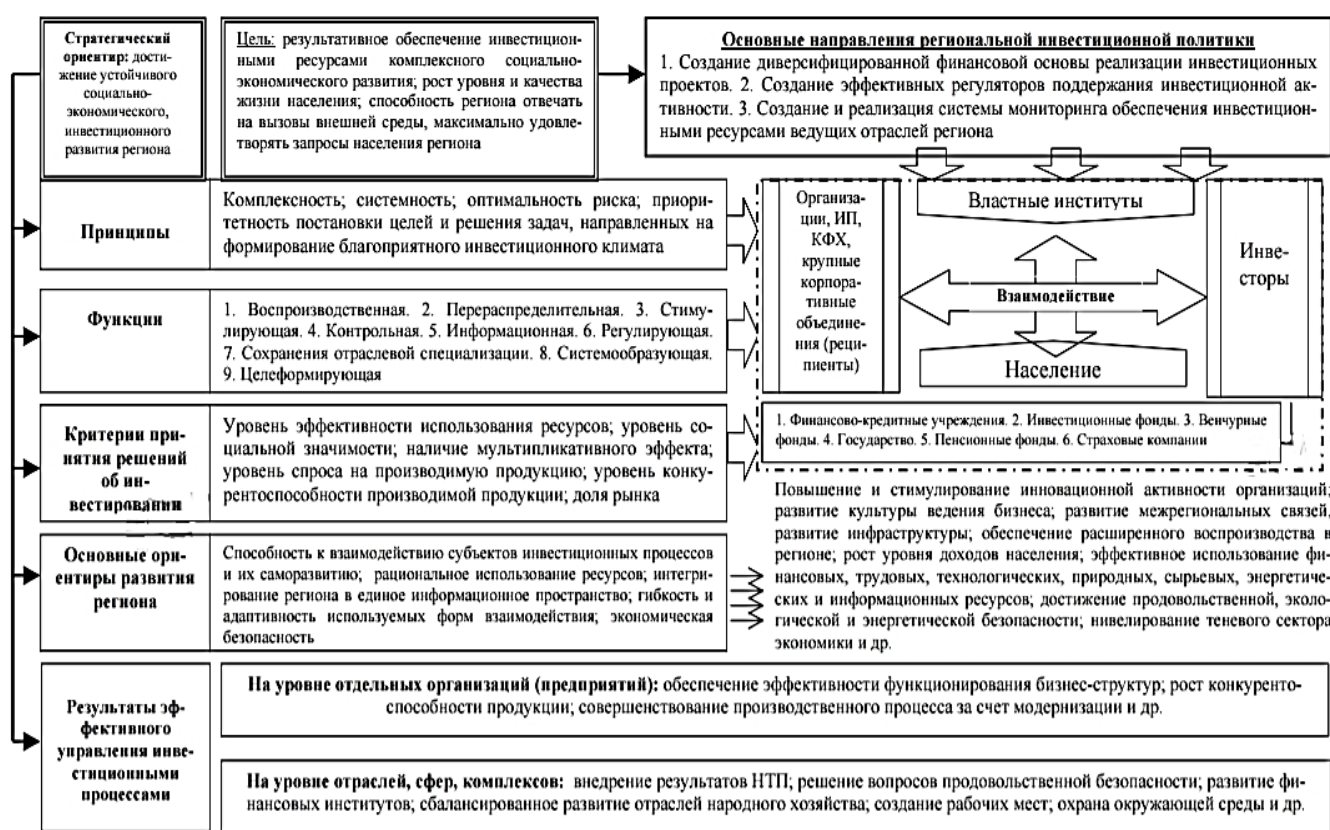 Стратегический
ориентир: дости-
жение устойчивого
социально-
экономического,
инвестиционного
развития региона
Цель: результативное обеспечение инвестицион-
ными ресурсами комплексного социально-
экономического развития; рост уровня и качества
жизни населения; способность региона отвечать
на вызовы внешней среды, максимально удовле-
творять запросы населения региона
Основные направления региональной инвестиционной политики
1. Создание диверсифицированной финансовой основы реализации инвестиционных
проектов. 2. Создание эффективных регуляторов поддержания инвестиционной ак-
тивности. 3. Создание и реализация системы мониторинга обеспечения инвестицион-
ными ресурсами ведущих отраслей региона
Принципы
Комплексность; системность; оптимальность риска; приори-
тетность постановки целей и решения задач, направленных на
формирование благоприятного инвестиционного климата
Функции
1. Воспроизводственная. 2. Перераспределительная. 3. Стиму-
лирующая. 4. Контрольная. 5. Информационная. 6. Регулирующая.
7. Сохранения отраслевой специализации. 8. Системообразующая.
9. Целеформирующая
Организа-
ции, ИП,
КФХ,
крупные
корпора-
тивные
объедине-
ния (реци-
пиенты)
Властные институты
Взаимодействие
Население
Инве-
сторы
1. Финансово-кредитные учреждения. 2. Инвестиционные фонды. 3. Венчурные
фонды. 4. Государство. 5. Пенсионные фонды. 6. Страховые компании
Критерии при-
нятия решений
об ин-
вестировании
Уровень эффективности использования ресурсов; уровень со-
циальной значимости; наличие мультипликативного эффекта;
уровень спроса на производимую продукцию; уровень конку-
рентоспособности производимой продукции; доля рынка
Основные ори-
ентиры развития
региона
Способность к взаимодействию субъектов инвестиционных процессов
и их саморазвитию; рациональное использование ресурсов; интегри-
рование региона в единое информационное пространство; гибкость и
адаптивность используемых форм взаимодействия; экономическая
безопасность
Повышение и стимулирование инновационной активности организаций;
развитие культуры ведения бизнеса; развитие межрегиональных связей,
развитие инфраструктуры; обеспечение расширенного воспроизводства в
регионе; рост уровня доходов населения; эффективное использование фи-
нансовых, трудовых, технологических, природных, сырьевых, энергетиче-
ских и информационных ресурсов; достижение продовольственной, эколо-
гической и энергетической безопасности; нивелирование теневого сектора
экономики и др.
Результаты эф-
фективного
управления инве-
стиционными
процессами
На уровне отдельных организаций (предприятий): обеспечение эффективности функционирования бизнес-структур; рост конкуренто-
способности продукции; совершенствование производственного процесса за счет модернизации и др.
На уровне отраслей, сфер, комплексов: внедрение результатов НТП; решение вопросов продовольственной безопасности; развитие фи-
нансовых институтов; сбалансированное развитие отраслей народного хозяйства; создание рабочих мест; охрана окружающей среды и др.